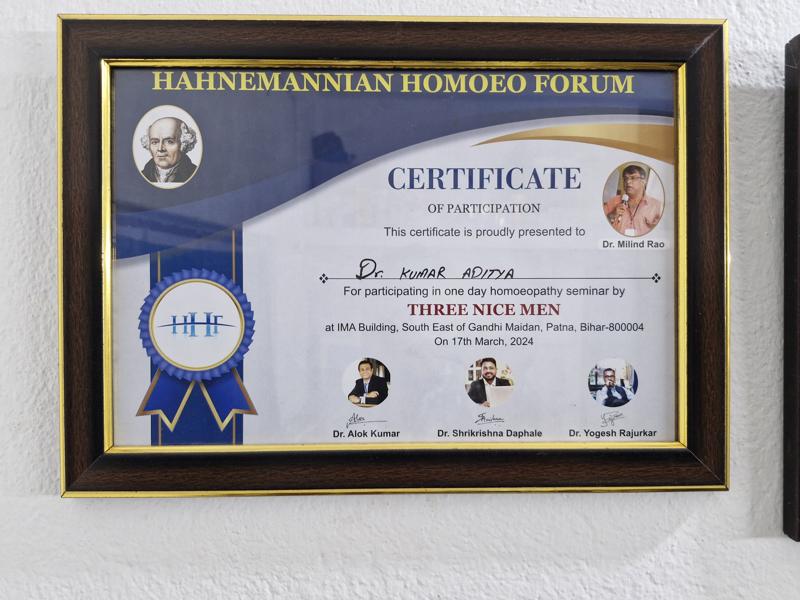 HAHNEMANNIAN HOMOEO FORUM
CERTIFICATE
OF PARTICIPATION
This certificate is proudly presented to
Dr. Milind Rao
Dr. KUMAR ADITYA
For participating in one day homoeopathy seminar by
THREE NICE MEN
at IMA Building, South East of Gandhi Maidan, Patna, Bihar-800004
On 17th March, 2024
HHF
Dr. Alok Kumar
Dr. Shrikrishna Daphale
Dr. Yogesh Rajurkar